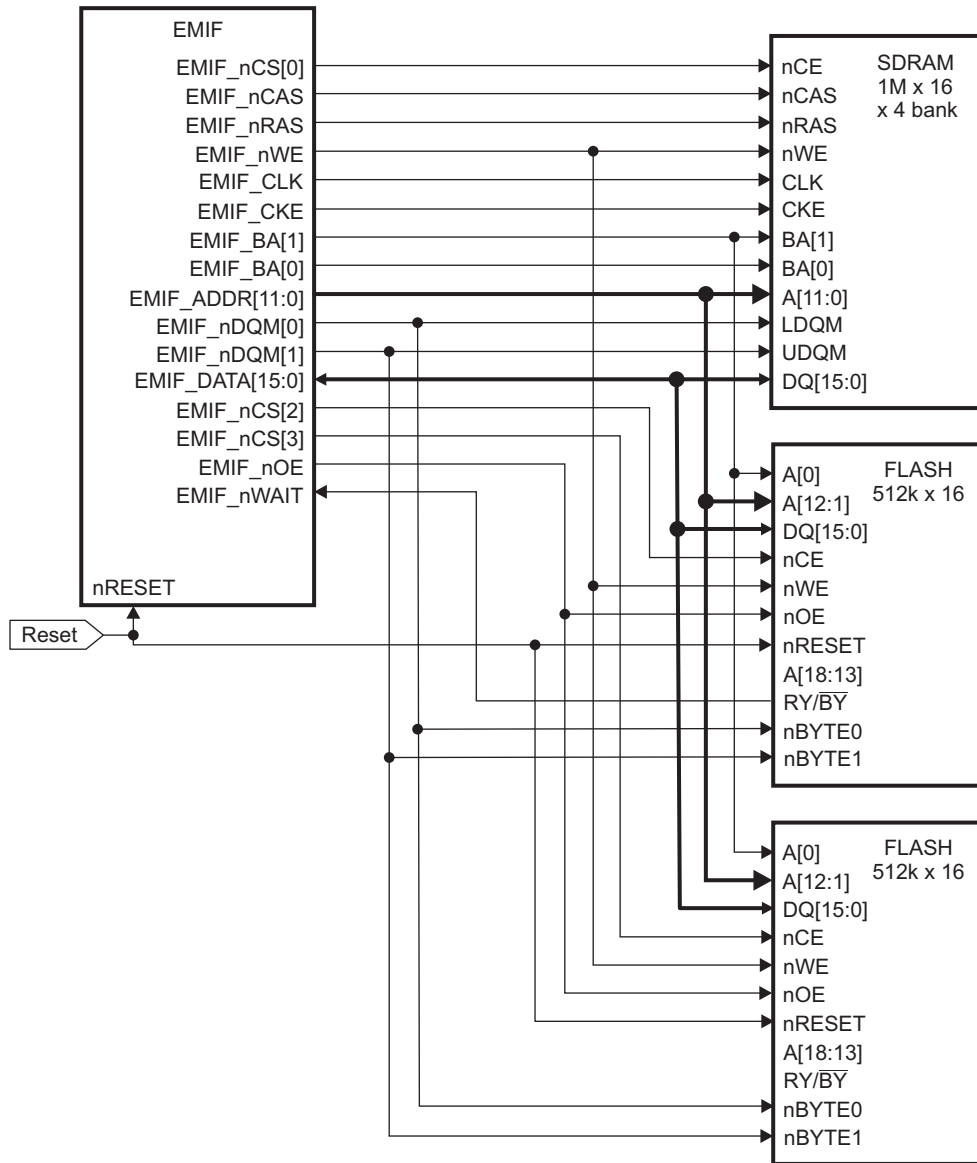 EMIF
EMIF_nCS[0]
EMIF_nCAS
EMIF_nRAS
EMIF_nWE
EMIF_CLK
EMIF_CKE
EMIF_BA[1]
EMIF_BA[0]
EMIF_ADDR[11:0]
EMIF_nDQM[0]
EMIF_nDQM[1]
EMIF_DATA[15:0]
EMIF_nCS[2]
EMIF_nCS[3]
EMIF_nOE
EMIF_nWAIT
nRESET
Reset
SDRAM
1M x 16
x 4 bank
nCE
nCAS
nRAS
nWE
CLK
CKE
BA[1]
BA[0]
A[11:0]
LDQM
UDQM
DQ[15:0]
FLASH
512k x 16
A[0]
A[12:1]
DQ[15:0]
nCE
nWE
nOE
nRESET
A[18:13]
RY/B̅Y̅
nBYTE0
nBYTE1
FLASH
512k x 16
A[0]
A[12:1]
DQ[15:0]
nCE
nWE
nOE
nRESET
A[18:13]
RY/B̅Y̅
nBYTE0
nBYTE1